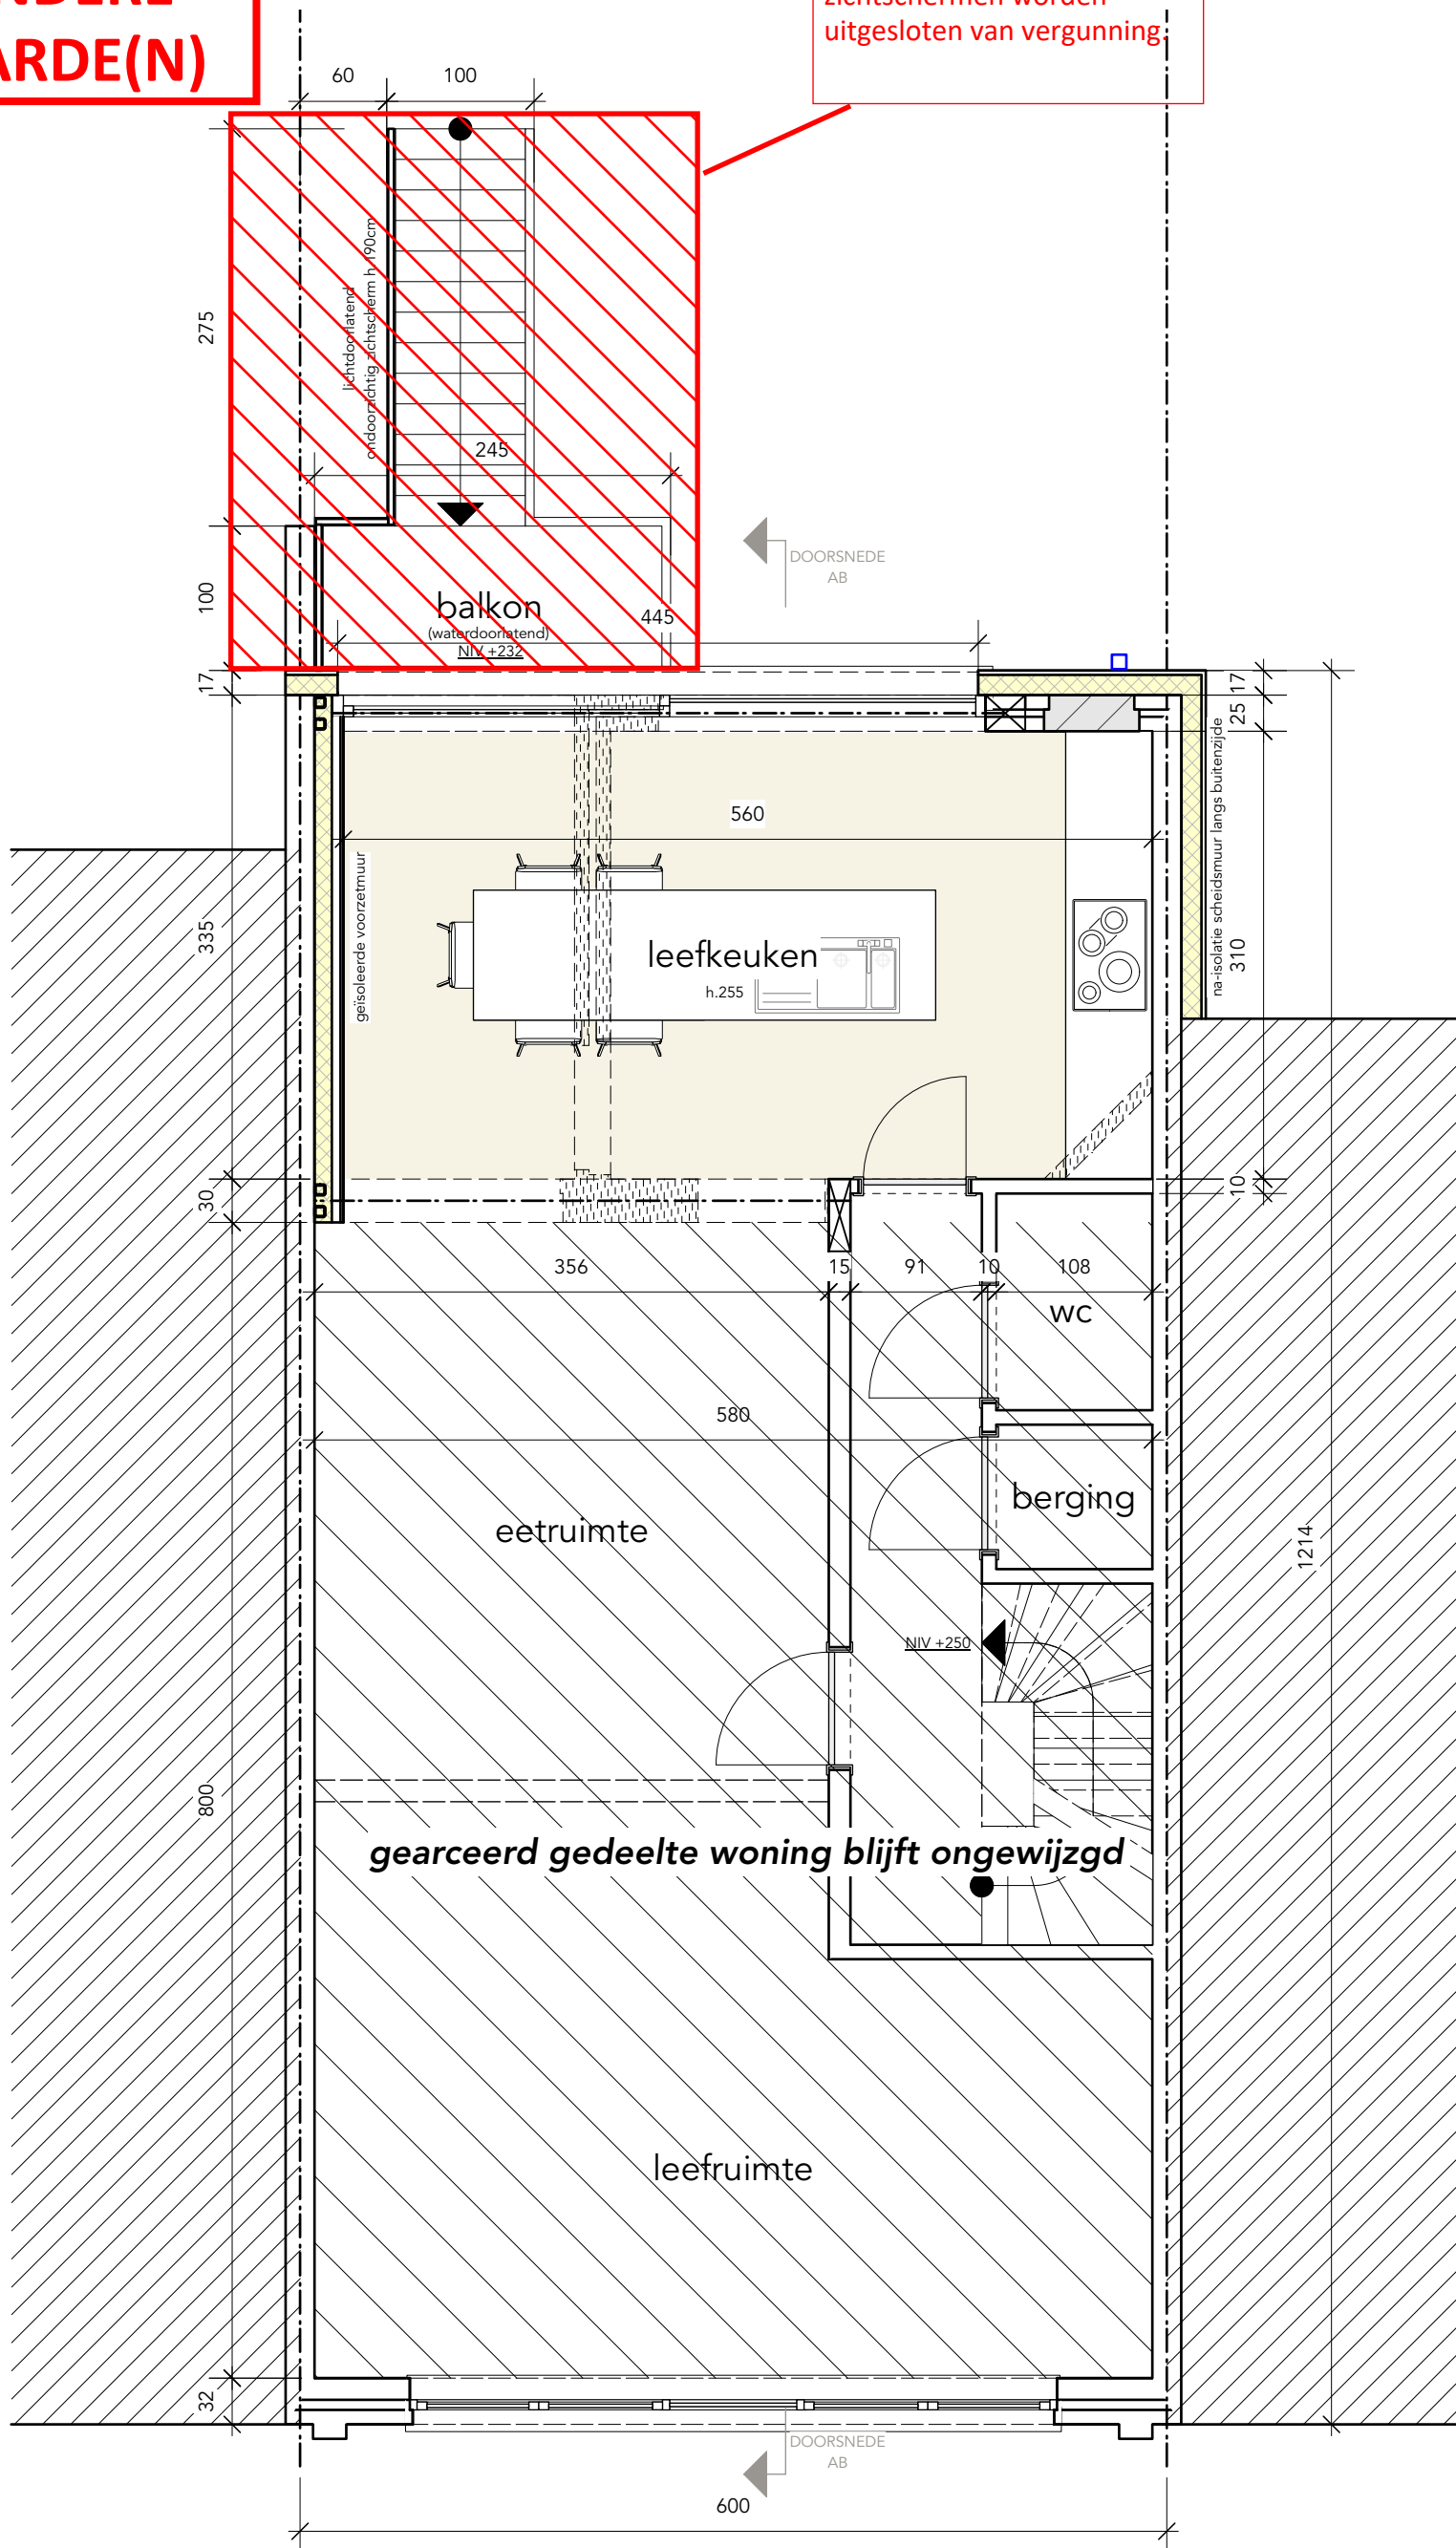 ARDE(N)
uitgesloten van vergunning.
60
100
275
lichtdoorlatend
ondoorzichtig zichtscherm h 190cm
245
DOORSNEDE
AB
100
balkon
(waterdoorlatend)
NIV +232
445
17
17
25
na-isolatie scheidsmuur langs buitenzijde
560
geïsoleerde voorzetmuur
335
leefkeuken
h.255
310
30
10
356
15
91
10
108
wc
580
berging
eetruimte
1214
NIV +250
800
gearceerd gedeelte woning blijft ongewijzgd
leefruimte
32
DOORSNEDE
AB
600